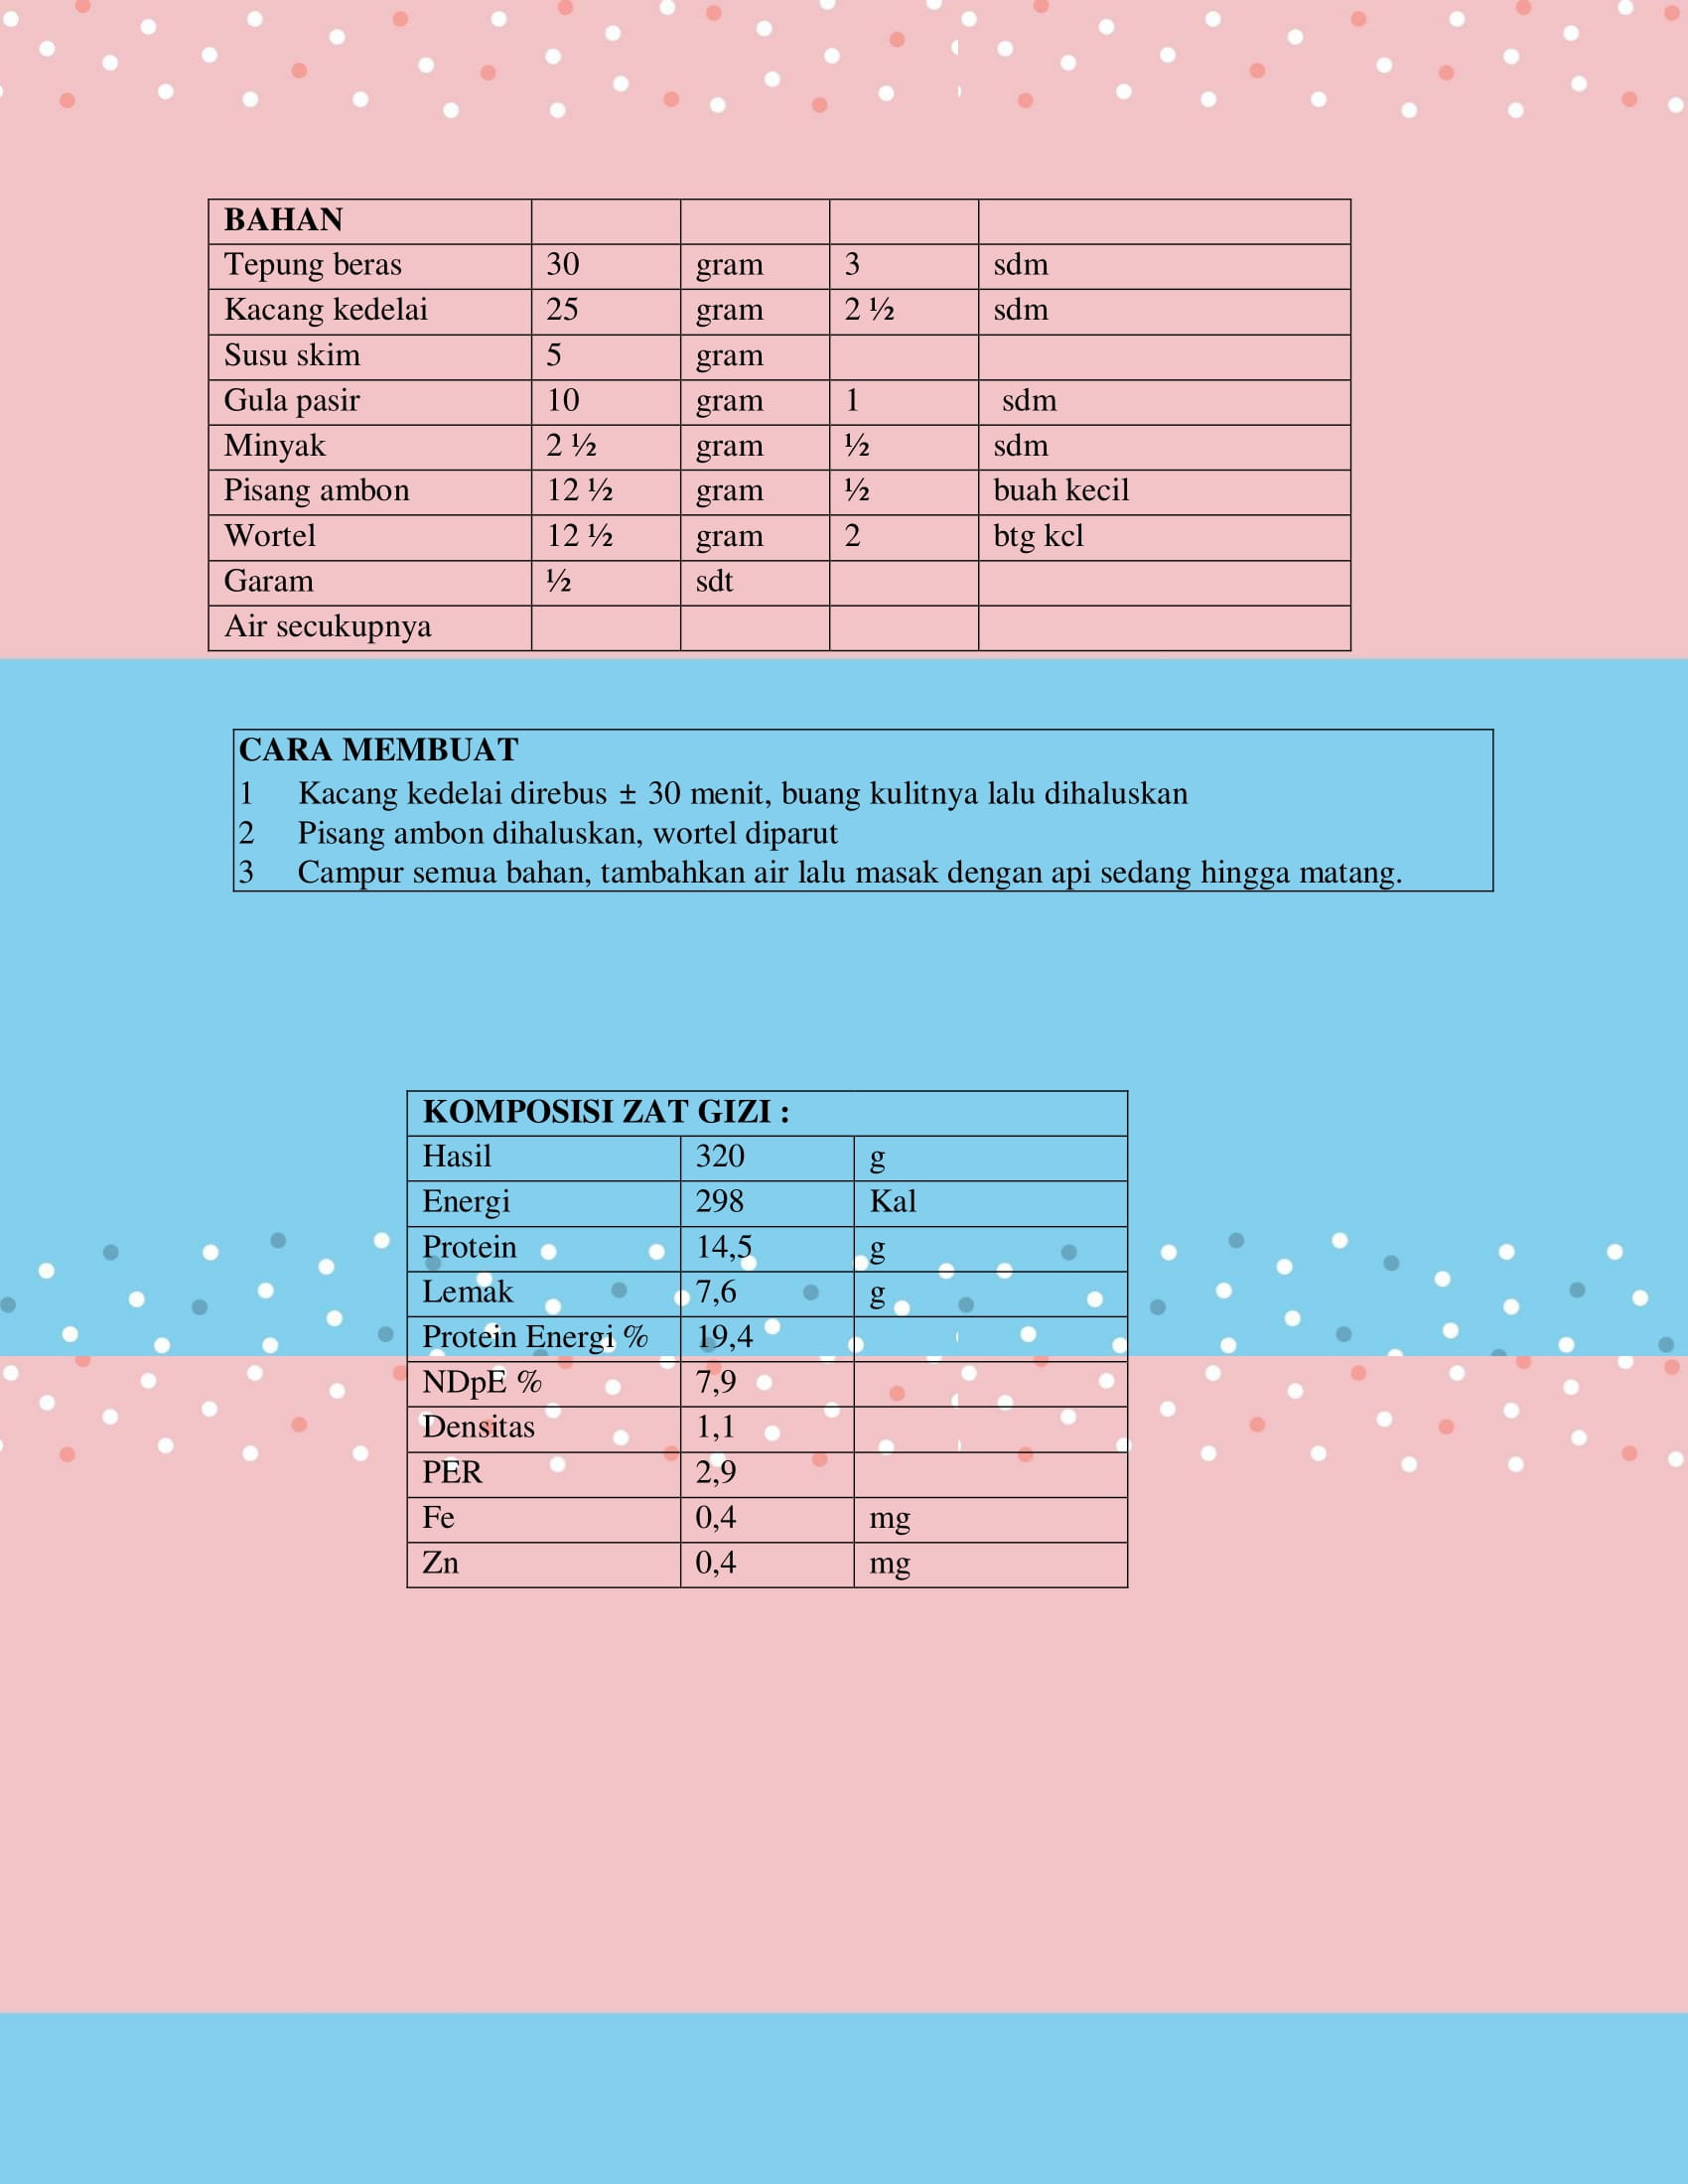 BAHAN
Tepung beras 30 gram 3 sdm
Kacang kedelai 25 gram 2 ½ sdm
Susu skim 5 gram
Gula pasir 10 gram 1 sdm
Minyak 2 ½ gram ½ sdm
Pisang ambon 12 ½ gram ½ buah kecil
Wortel 12 ½ gram 2 btg kcl
Garam ½ sdt
Air secukupnya
CARA MEMBUAT
1 Kacang kedelai direbus ± 30 menit, buang kulitnya lalu dihaluskan
2 Pisang ambon dihaluskan, wortel diparut
3 Campur semua bahan, tambahkan air lalu masak dengan api sedang hingga matang.
KOMPOSISI ZAT GIZI :
Hasil 320 g
Energi 298 Kal
Protein 14,5 g
Lemak 7,6 g
Protein Energi % 19,4
NDpE % 7,9
Densitas 1,1
PER 2,9
Fe 0,4 mg
Zn 0,4 mg